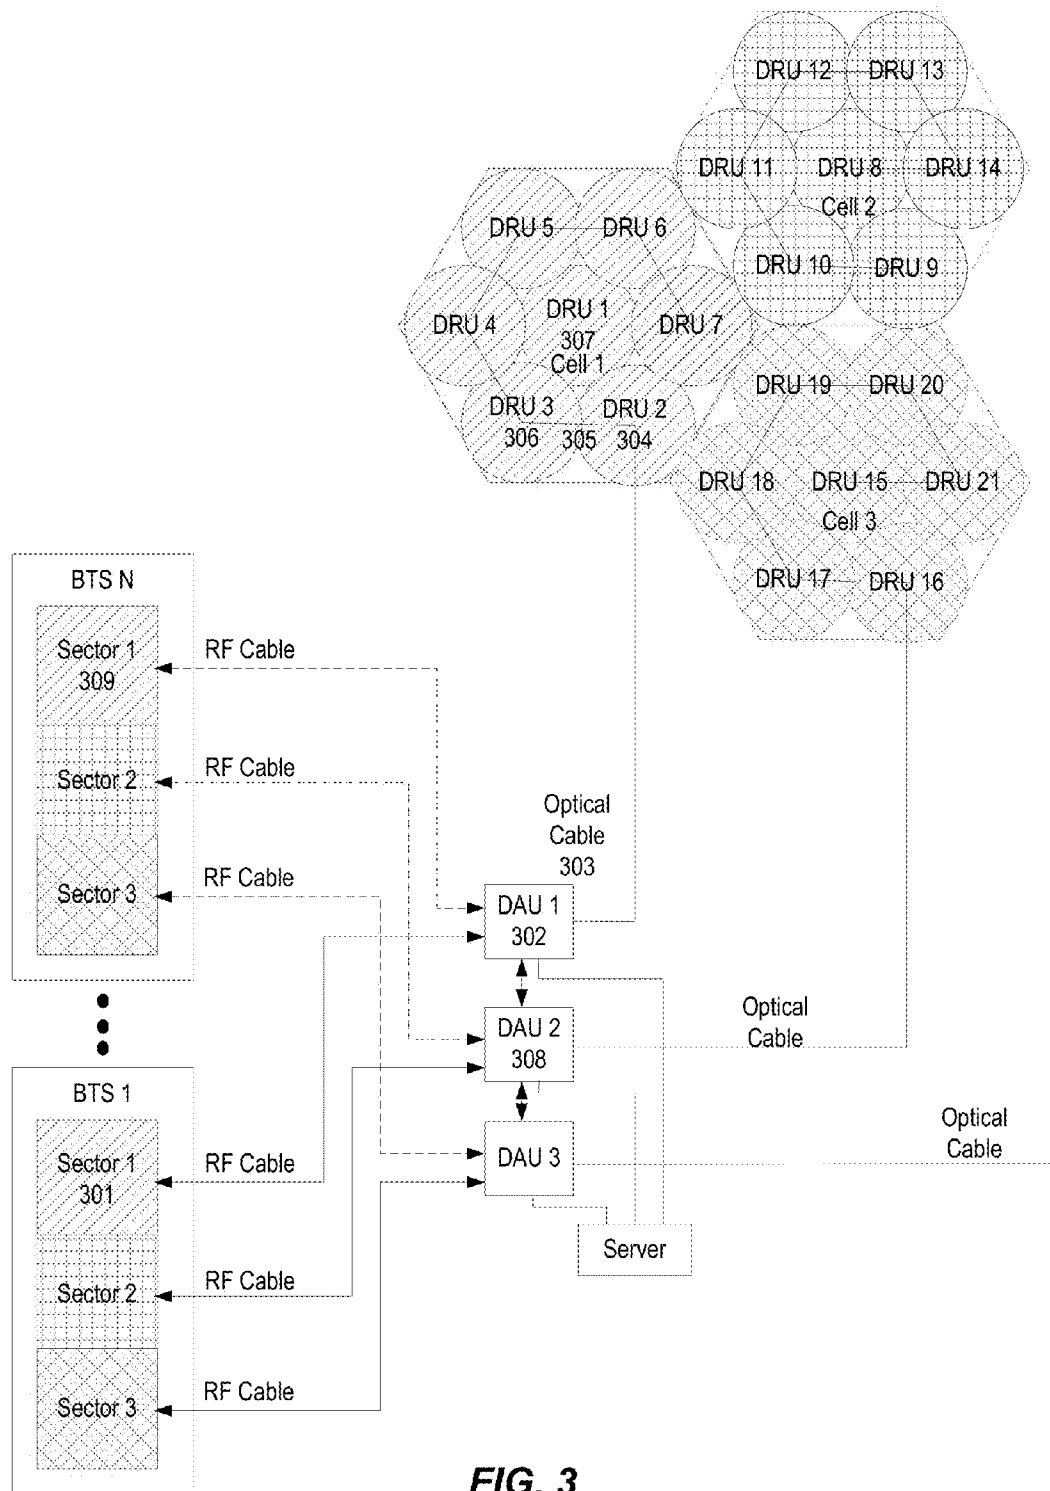 DRU 12
DRU 13
DRU 11
DRU 8
DRU 14
Cell 2
DRU 10
DRU 9
DRU 5
DRU 6
DRU 4
DRU 1
307
DRU 7
Cell 1
DRU 3
306
305
DRU 2
304
DRU 19
DRU 20
DRU 18
DRU 15
DRU 21
Cell 3
DRU 17
DRU 16
BTS N
Sector 1
309
RF Cable
Sector 2
RF Cable
Sector 3
RF Cable
Optical
Cable
303
DAU 1
302
DAU 2
308
Optical
Cable
DAU 3
Optical
Cable
Server
BTS 1
Sector 1
301
RF Cable
Sector 2
RF Cable
Sector 3
RF Cable
FIG. 3